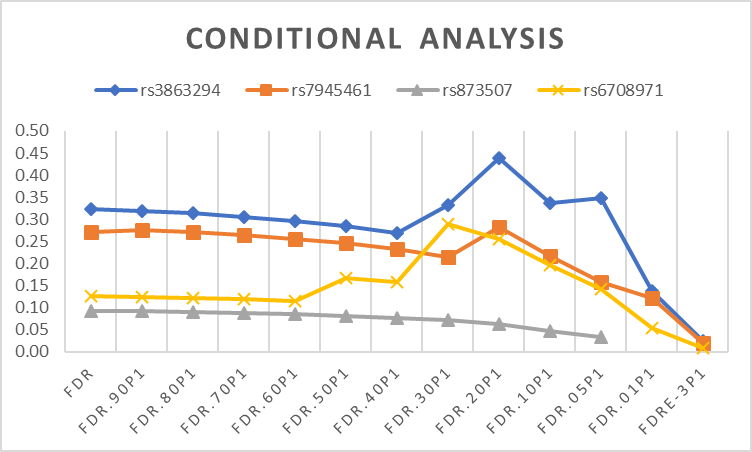 CONDITIONAL ANALYSIS
rs3863294 rs7945461 rs873507 rs6708971
0.50
0.45
0.40
0.35
0.30
0.25
0.20
0.15
0.10
0.05
0.00
FDR
FDR.90P1
FDR.80P1
FDR.70P1
FDR.60P1
FDR.50P1
FDR.40P1
FDR.30P1
FDR.20P1
FDR.10P1
FDR.05P1
FDR.01P1
FDRE-3P1